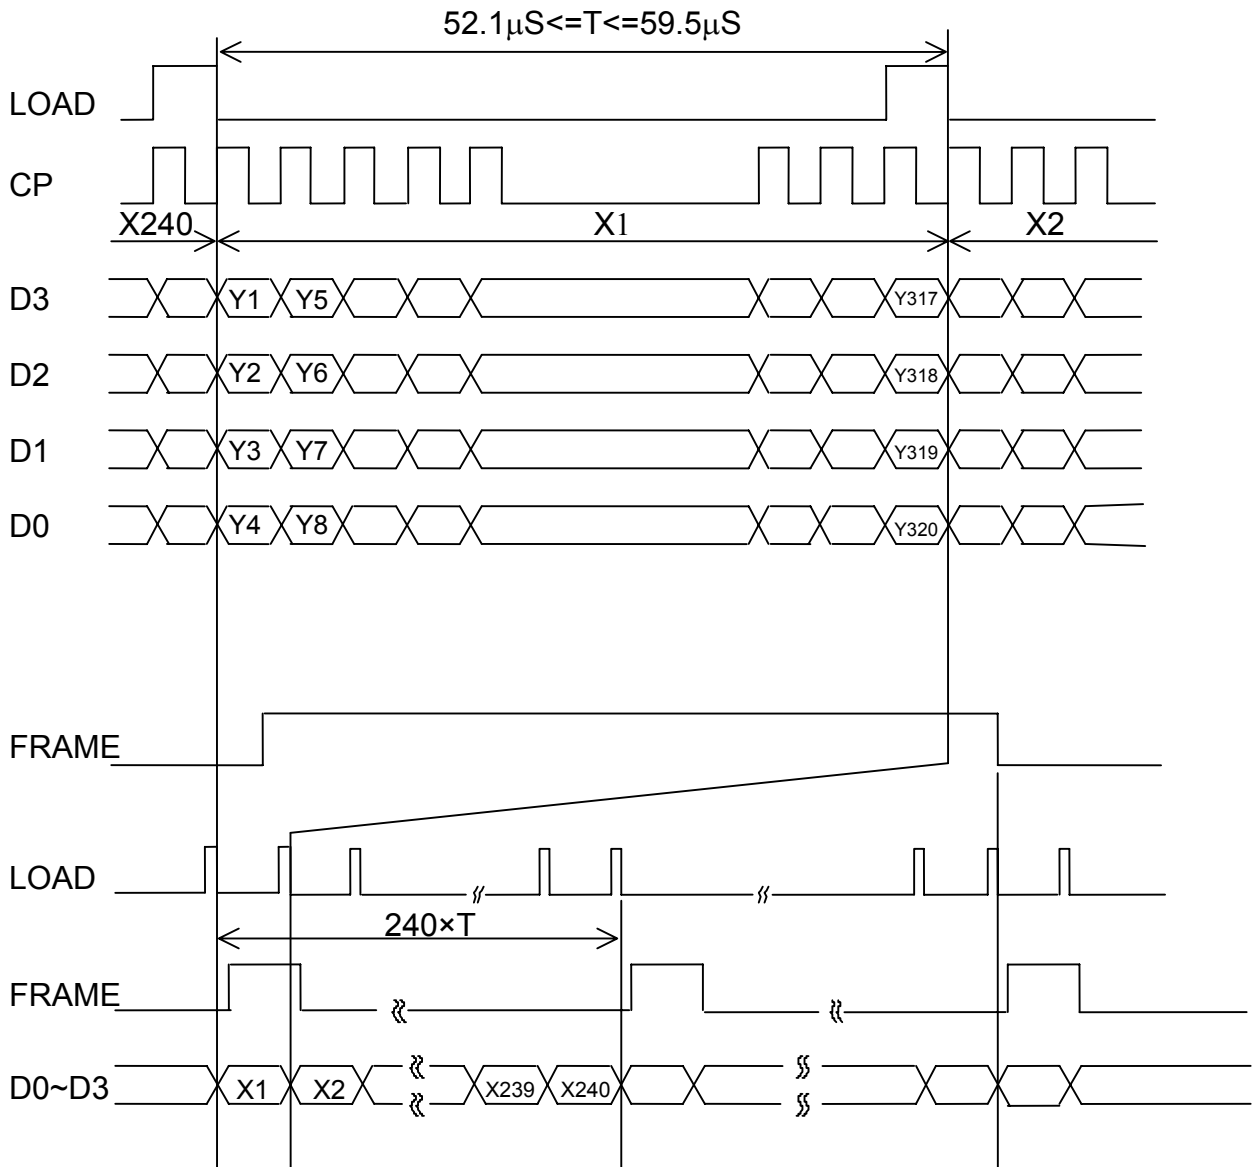 52.1μS<=T<=59.5μS
LOAD
CP
X240 X1 X2
D3 Y1 Y5 Y317
D2 Y2 Y6 Y318
D1 Y3 Y7 Y319
D0 Y4 Y8 Y320
FRAME
LOAD
240×T
FRAME
D0~D3 X1 X2 X239 X240